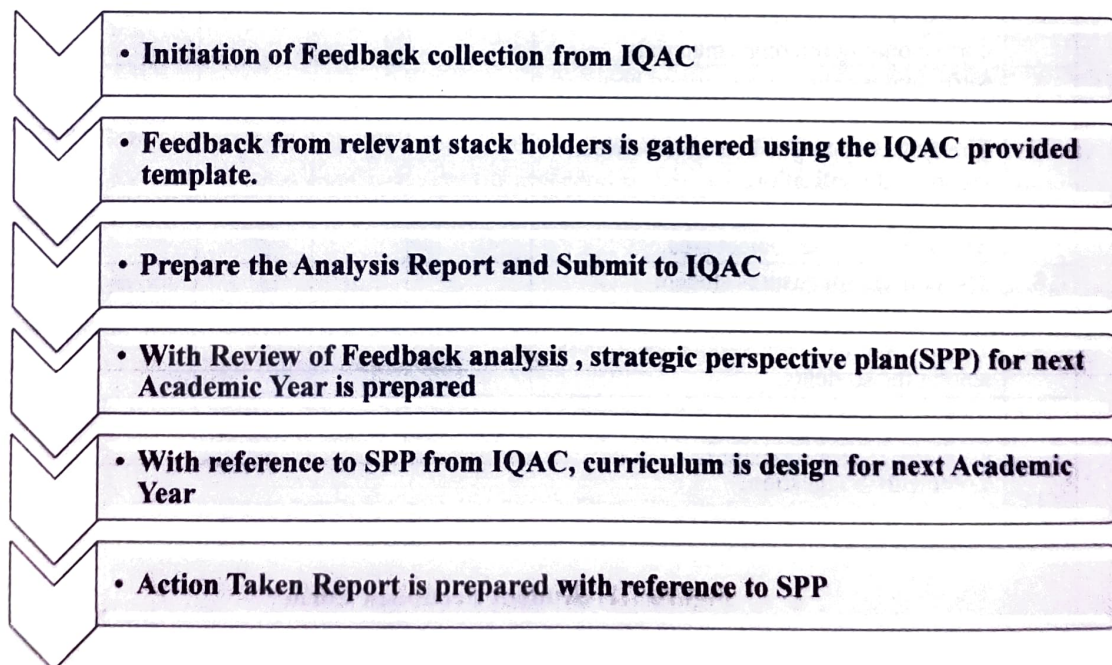 • Initiation of Feedback collection from IQAC
• Feedback from relevant stack holders is gathered using the IQAC provided
template.
• Prepare the Analysis Report and Submit to IQAC
• With Review of Feedback analysis , strategic perspective plan(SPP) for next
Academic Year is prepared
• With reference to SPP from IQAC, curriculum is design for next Academic
Year
• Action Taken Report is prepared with reference to SPP